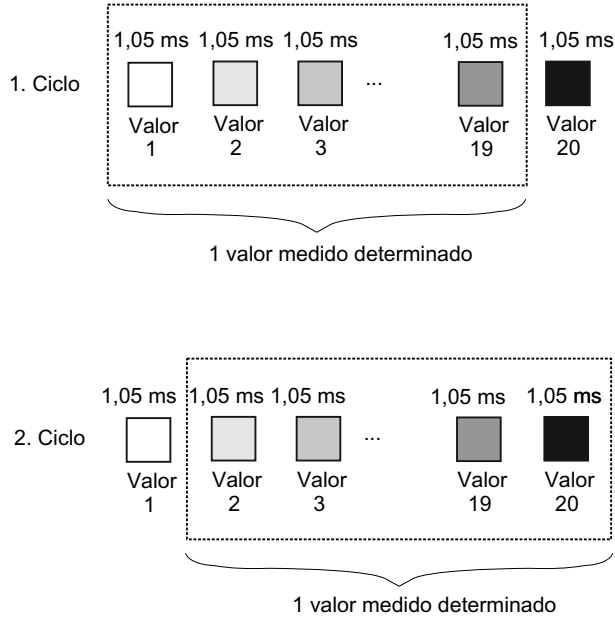 1,05 ms 1,05 ms 1,05 ms 1,05 ms 1,05 ms
1. Ciclo
...
Valor Valor Valor Valor Valor
1 2 3 19 20
1 valor medido determinado
1,05 ms 1,05 ms 1,05 ms 1,05 ms 1,05 ms
2. Ciclo
...
Valor Valor Valor Valor Valor
1 2 3 19 20
1 valor medido determinado